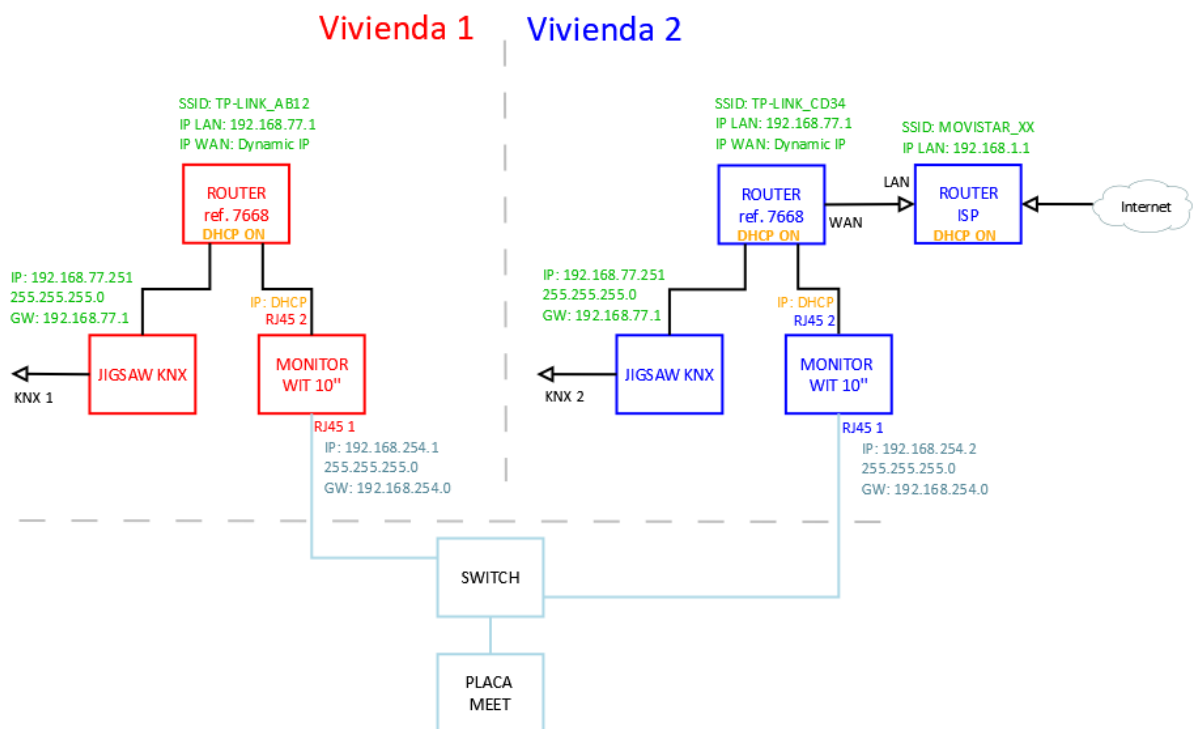 Vivienda 1
Vivienda 2
SSID: TP-LINK_AB12
IP LAN: 192.168.77.1
IP WAN: Dynamic IP
ROUTER
ref. 7668
DHCP ON
IP: 192.168.77.251
255.255.255.0
GW: 192.168.77.1
IP: DHCP
RJ45 2
JIGSAW KNX
KNX 1
MONITOR
WIT 10"
RJ45 1
IP: 192.168.254.1
255.255.255.0
GW: 192.168.254.0
SSID: TP-LINK_CD34
IP LAN: 192.168.77.1
IP WAN: Dynamic IP
ROUTER
ref. 7668
DHCP ON
WAN
LAN
SSID: MOVISTAR_XX
IP LAN: 192.168.1.1
ROUTER
ISP
DHCP ON
Internet
IP: 192.168.77.251
255.255.255.0
GW: 192.168.77.1
IP: DHCP
RJ45 2
JIGSAW KNX
KNX 2
MONITOR
WIT 10"
RJ45 1
IP: 192.168.254.2
255.255.255.0
GW: 192.168.254.0
SWITCH
PLACA
MEET